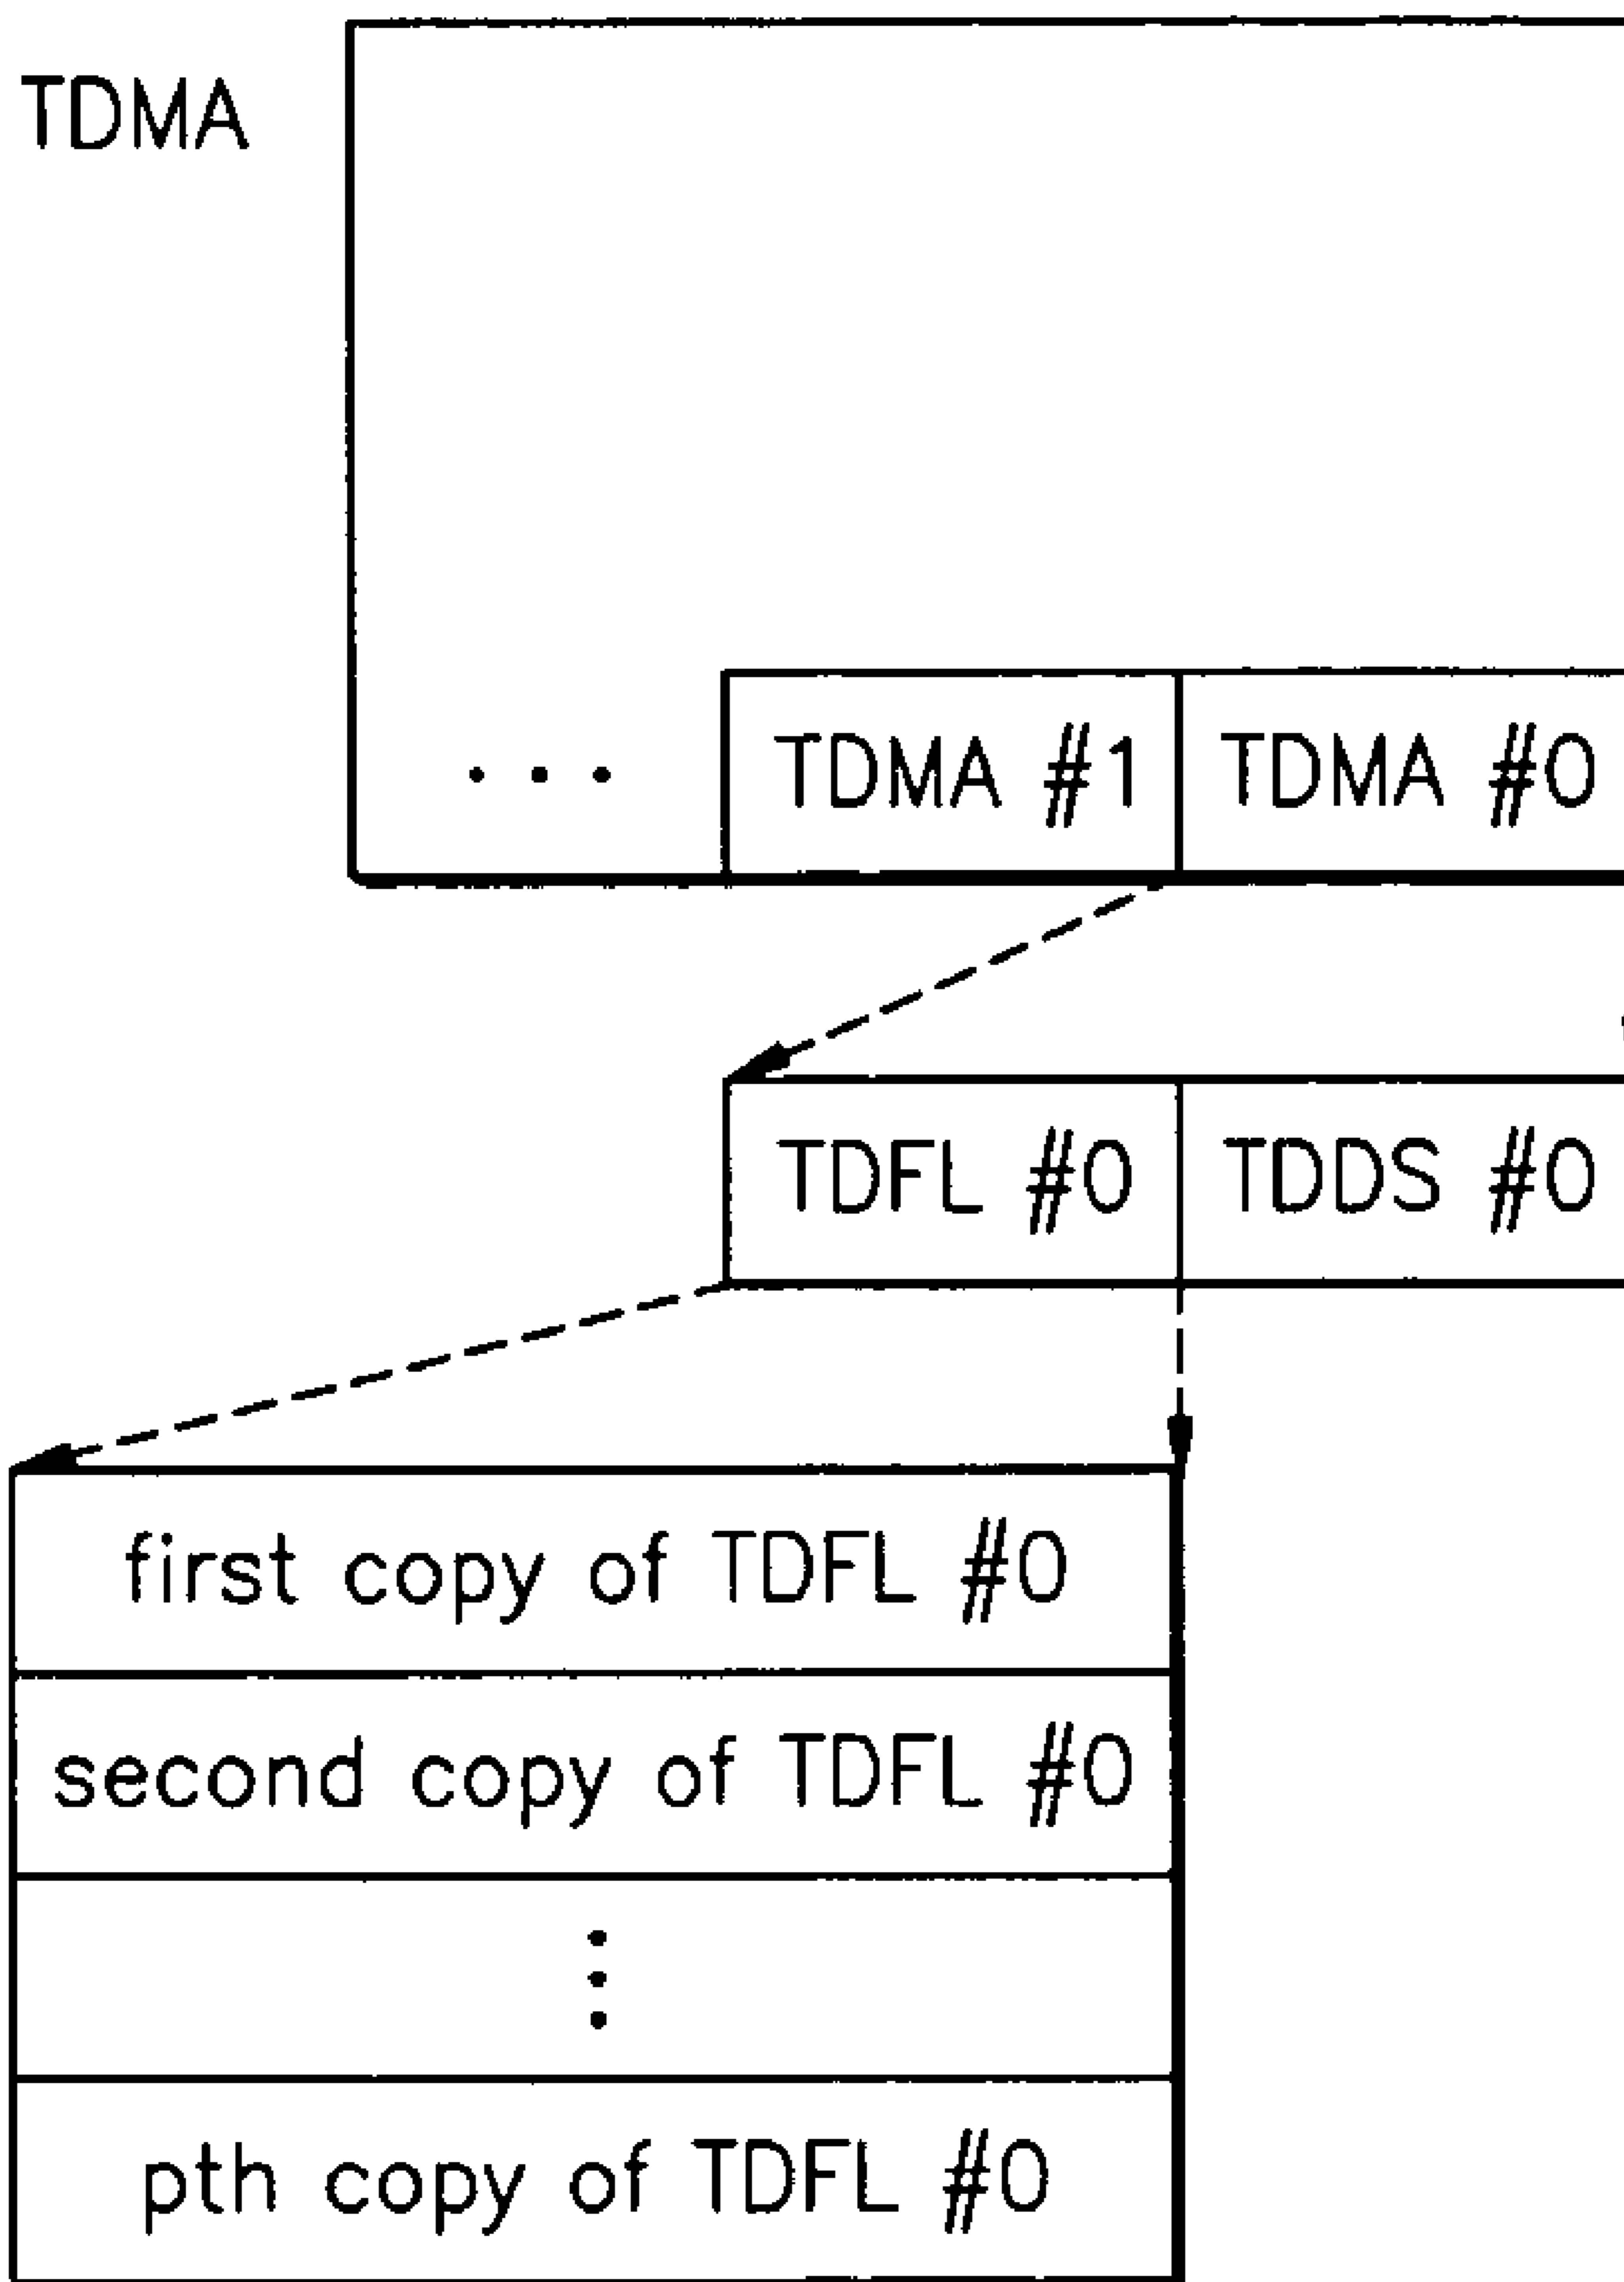 TDMA
... TDMA #1 TDMA #0
TDFL #0 TDDS #0
first copy of TDFL #0
second copy of TDFL #0
⋮
pth copy of TDFL #0